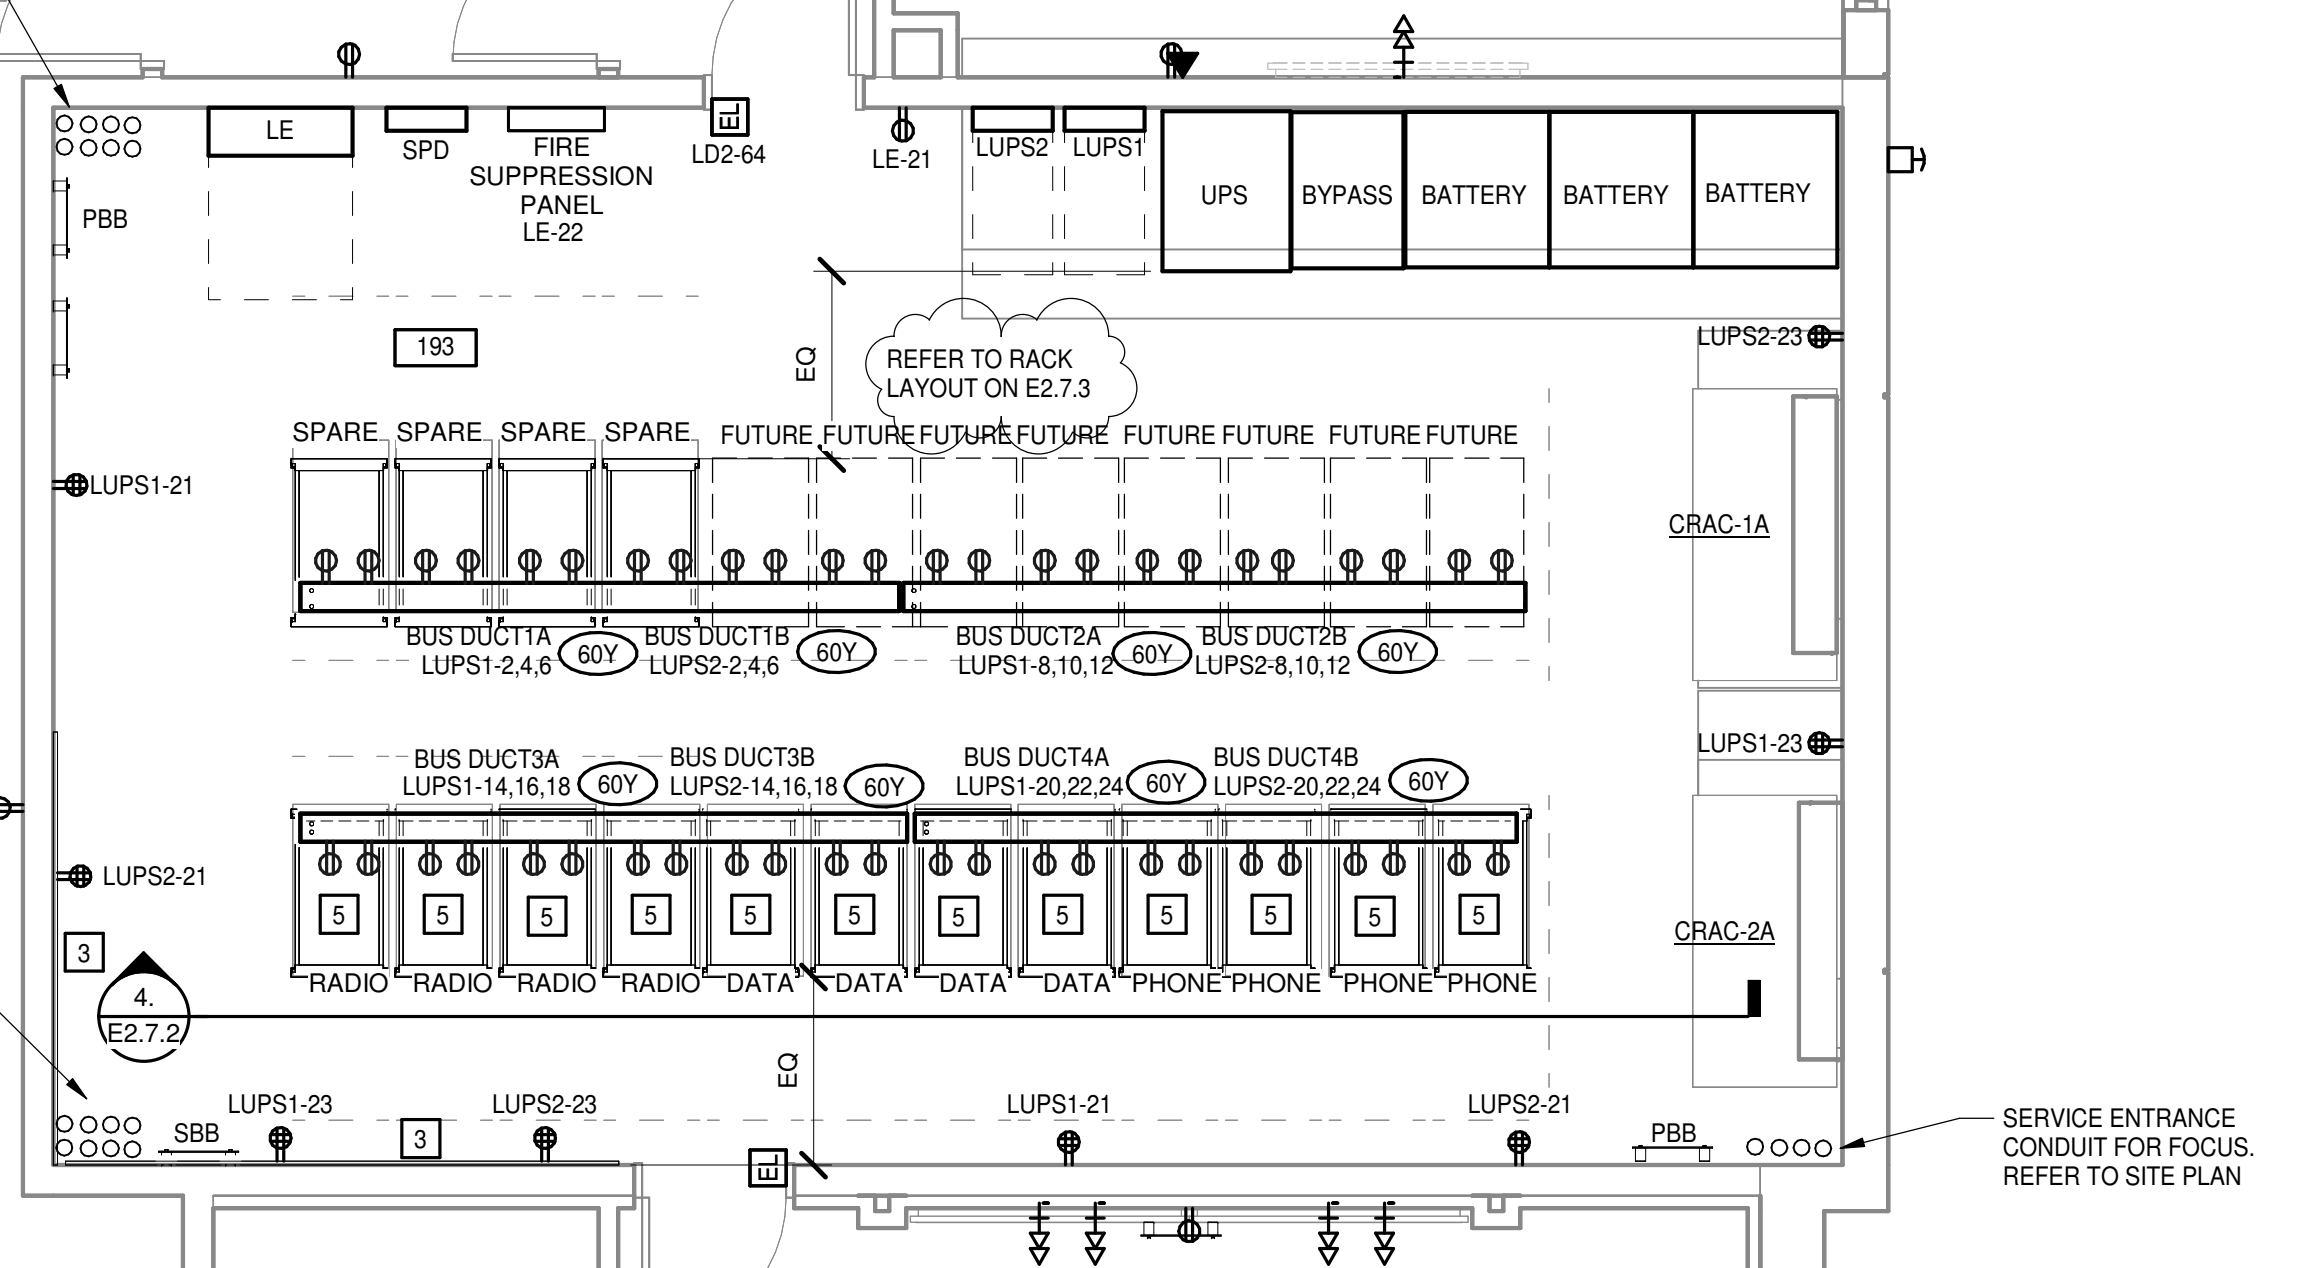 LE
SPD
FIRE
SUPPRESSION
PANEL
LE-22
EL
LD2-64
LE-21
LUPS2
LUPS1
UPS
BYPASS
BATTERY
BATTERY
BATTERY
PBB
193
EQ
REFER TO RACK
LAYOUT ON E2.7.3
LUPS2-23
SPARE
SPARE
SPARE
SPARE
FUTURE
FUTURE
FUTURE
FUTURE
FUTURE
FUTURE
FUTURE
FUTURE
LUPS1-21
CRAC-1A
BUS DUCT1A
LUPS1-2,4,6
60Y
BUS DUCT1B
LUPS2-2,4,6
60Y
BUS DUCT2A
LUPS1-8,10,12
60Y
BUS DUCT2B
LUPS2-8,10,12
60Y
LUPS1-23
BUS DUCT3A
LUPS1-14,16,18
60Y
BUS DUCT3B
LUPS2-14,16,18
60Y
BUS DUCT4A
LUPS1-20,22,24
60Y
BUS DUCT4B
LUPS2-20,22,24
60Y
LUPS2-21
5
5
5
5
5
5
5
5
5
5
5
5
CRAC-2A
3
RADIO
RADIO
RADIO
RADIO
DATA
DATA
DATA
DATA
PHONE
PHONE
PHONE
PHONE
4.
E2.7.2
EQ
LUPS1-23
LUPS2-23
LUPS1-21
LUPS2-21
SBB
3
EL
PBB
SERVICE ENTRANCE
CONDUIT FOR FOCUS.
REFER TO SITE PLAN